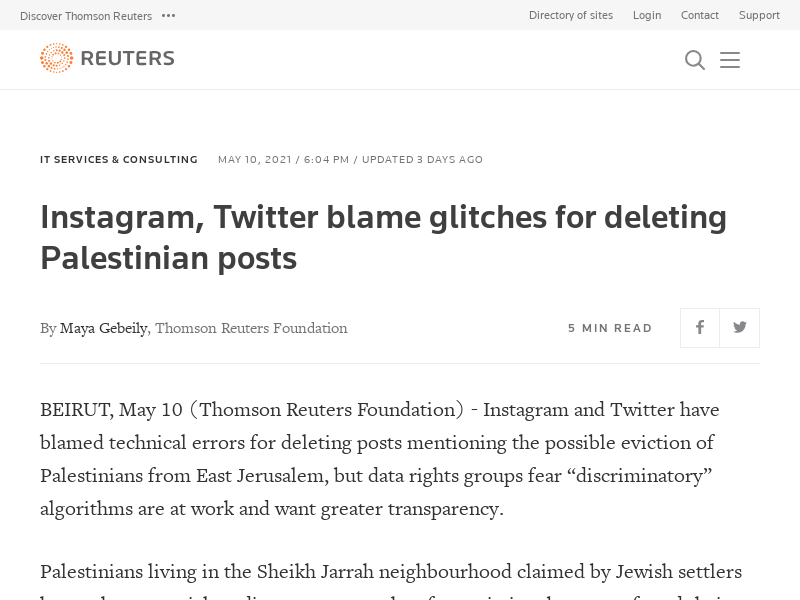 Discover Thomson Reuters
Directory of sites Login Contact Support
REUTERS
IT SERVICES & CONSULTING MAY 10, 2021 / 6:04 PM / UPDATED 3 DAYS AGO
Instagram, Twitter blame glitches for deleting
Palestinian posts
By Maya Gebeily, Thomson Reuters Foundation
5 MIN READ
BEIRUT, May 10 (Thomson Reuters Foundation) - Instagram and Twitter have
blamed technical errors for deleting posts mentioning the possible eviction of
Palestinians from East Jerusalem, but data rights groups fear “discriminatory”
algorithms are at work and want greater transparency.
Palestinians living in the Sheikh Jarrah neighbourhood claimed by Jewish settlers